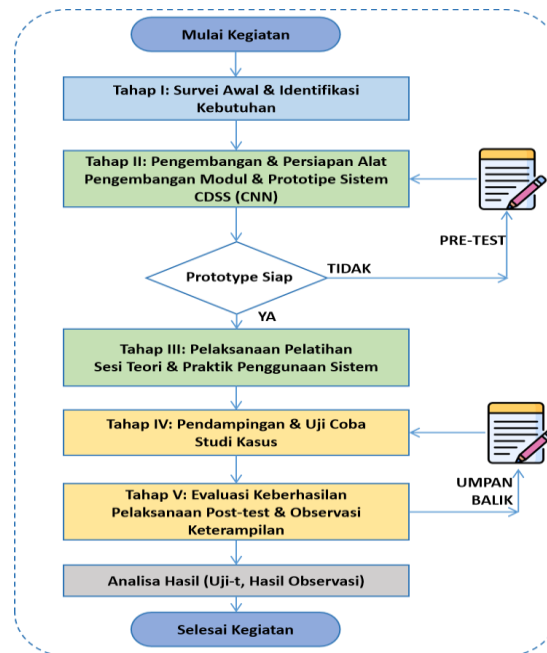 Mulai Kegiatan
Tahap I: Survei Awal & Identifikasi
Kebutuhan
Tahap II: Pengembangan & Persiapan Alat
Pengembangan Modul & Prototipe Sistem
CDSS (CNN)
PRE-TEST
Prototype Siap
TIDAK
YA
Tahap III: Pelaksanaan Pelatihan
Sesi Teori & Praktik Penggunaan Sistem
Tahap IV: Pendampingan & Uji Coba
Studi Kasus
UMPAN
BALIK
Tahap V: Evaluasi Keberhasilan
Pelaksanaan Post-test & Observasi
Keterampilan
Analisa Hasil (Uji-t, Hasil Observasi)
Selesai Kegiatan